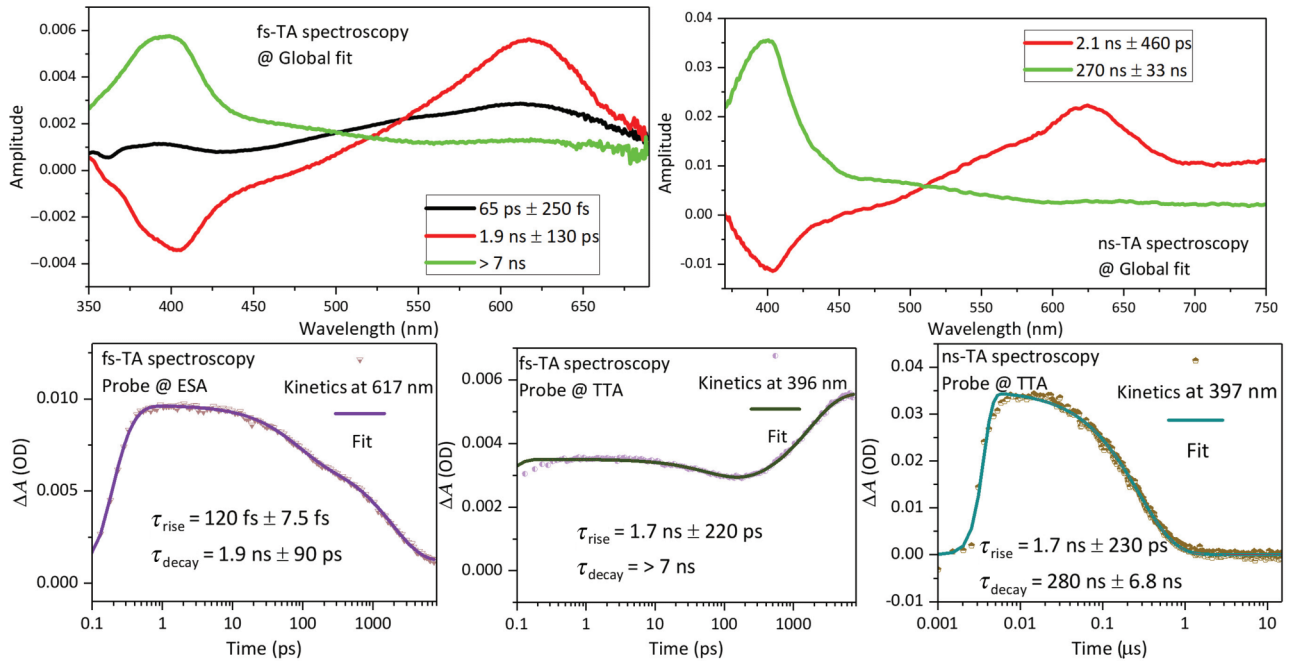 fs-TA spectroscopy
@ Global fit
0.006
0.004
0.002
0.000
−0.002
−0.004
Amplitude
65 ps ± 250 fs
1.9 ns ± 130 ps
> 7 ns
350 400 450 500 550 600 650
Wavelength (nm)
0.04
0.03
0.02
0.01
0.00
-0.01
Amplitude
2.1 ns ± 460 ps
270 ns ± 33 ns
ns-TA spectroscopy
@ Global fit
400 450 500 550 600 650 700 750
Wavelength (nm)
fs-TA spectroscopy
Probe @ ESA
Kinetics at 617 nm
Fit
0.010
0.005
0.000
ΔA (OD)
τrise = 120 fs ± 7.5 fs
τdecay = 1.9 ns ± 90 ps
0.1 1 10 100 1000
Time (ps)
fs-TA spectroscopy
Probe @ TTA
Kinetics at 396 nm
Fit
0.006
0.004
0.002
0.000
ΔA (OD)
τrise = 1.7 ns ± 220 ps
τdecay = > 7 ns
0.1 1 10 100 1000
Time (ps)
ns-TA spectroscopy
Probe @ TTA
Kinetics at 397 nm
Fit
0.04
0.03
0.02
0.01
0.00
-0.01
ΔA (OD)
τrise = 1.7 ns ± 230 ps
τdecay = 280 ns ± 6.8 ns
0.001 0.01 0.1 1 10
Time (μs)